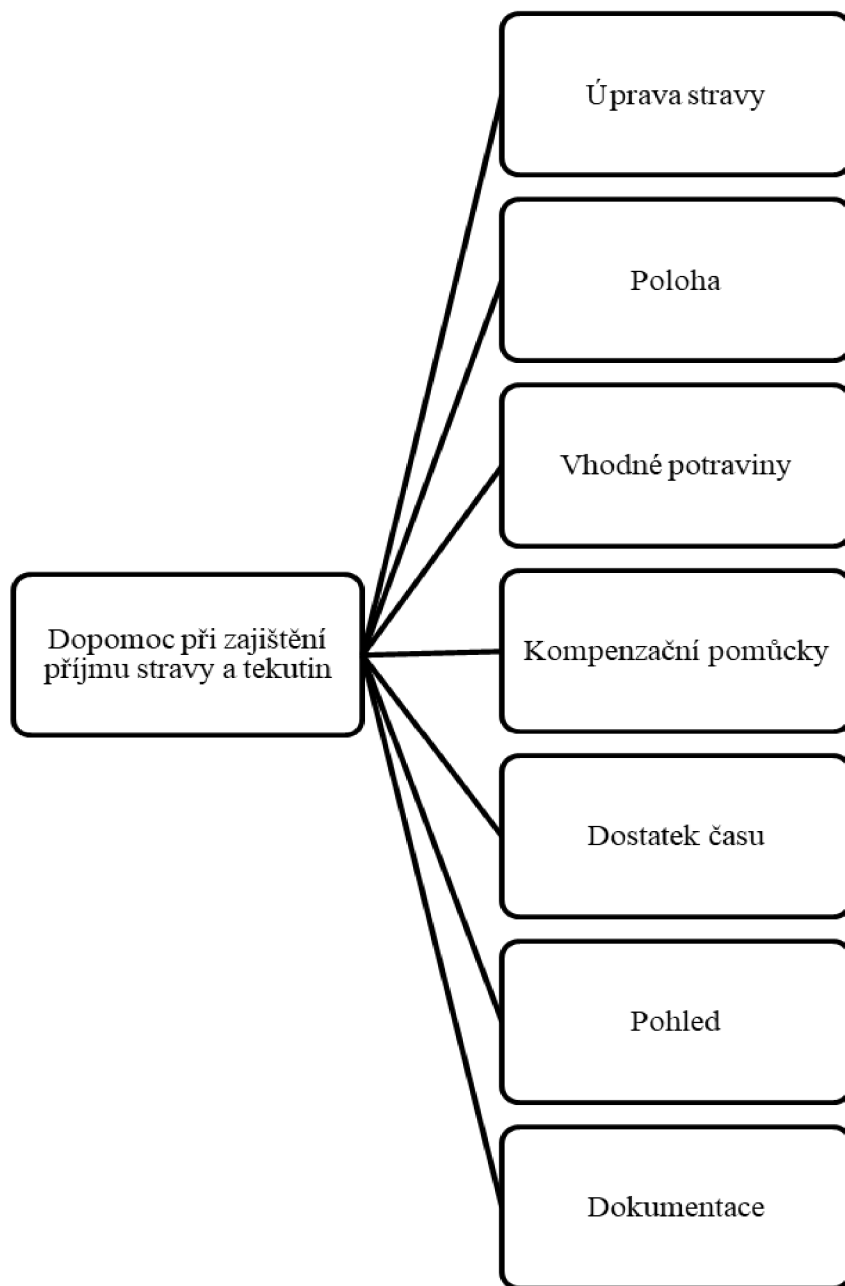 Úprava stravy
Poloha
Vhodné potraviny
Dopomoc při zajištění
příjmu stravy a tekutin
Kompenzační pomůcky
Dostatek času
Pohled
Dokumentace